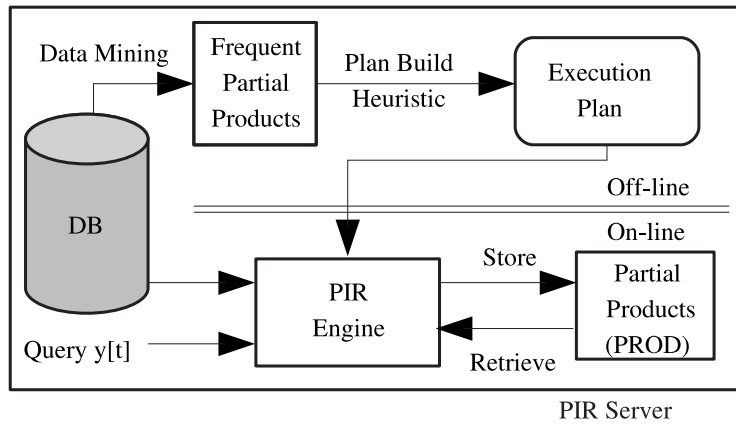 Data Mining
Frequent
Partial
Products
Plan Build
Heuristic
Execution
Plan
Off-line
On-line
DB
PIR
Engine
Store
Retrieve
Partial
Products
(PROD)
Query y[t]
PIR Server